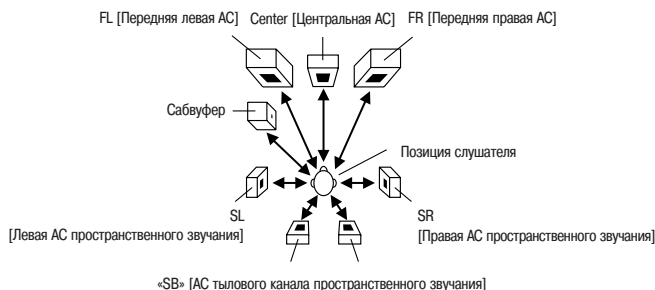 FL [Передняя левая АС] Center [Центральная АС] FR [Передняя правая АС]
Сабвуфер
Позиция слушателя
SL
[Левая АС пространственного звучания]
SR
[Правая АС пространственного звучания]
«SB» [АС тылового канала пространственного звучания]